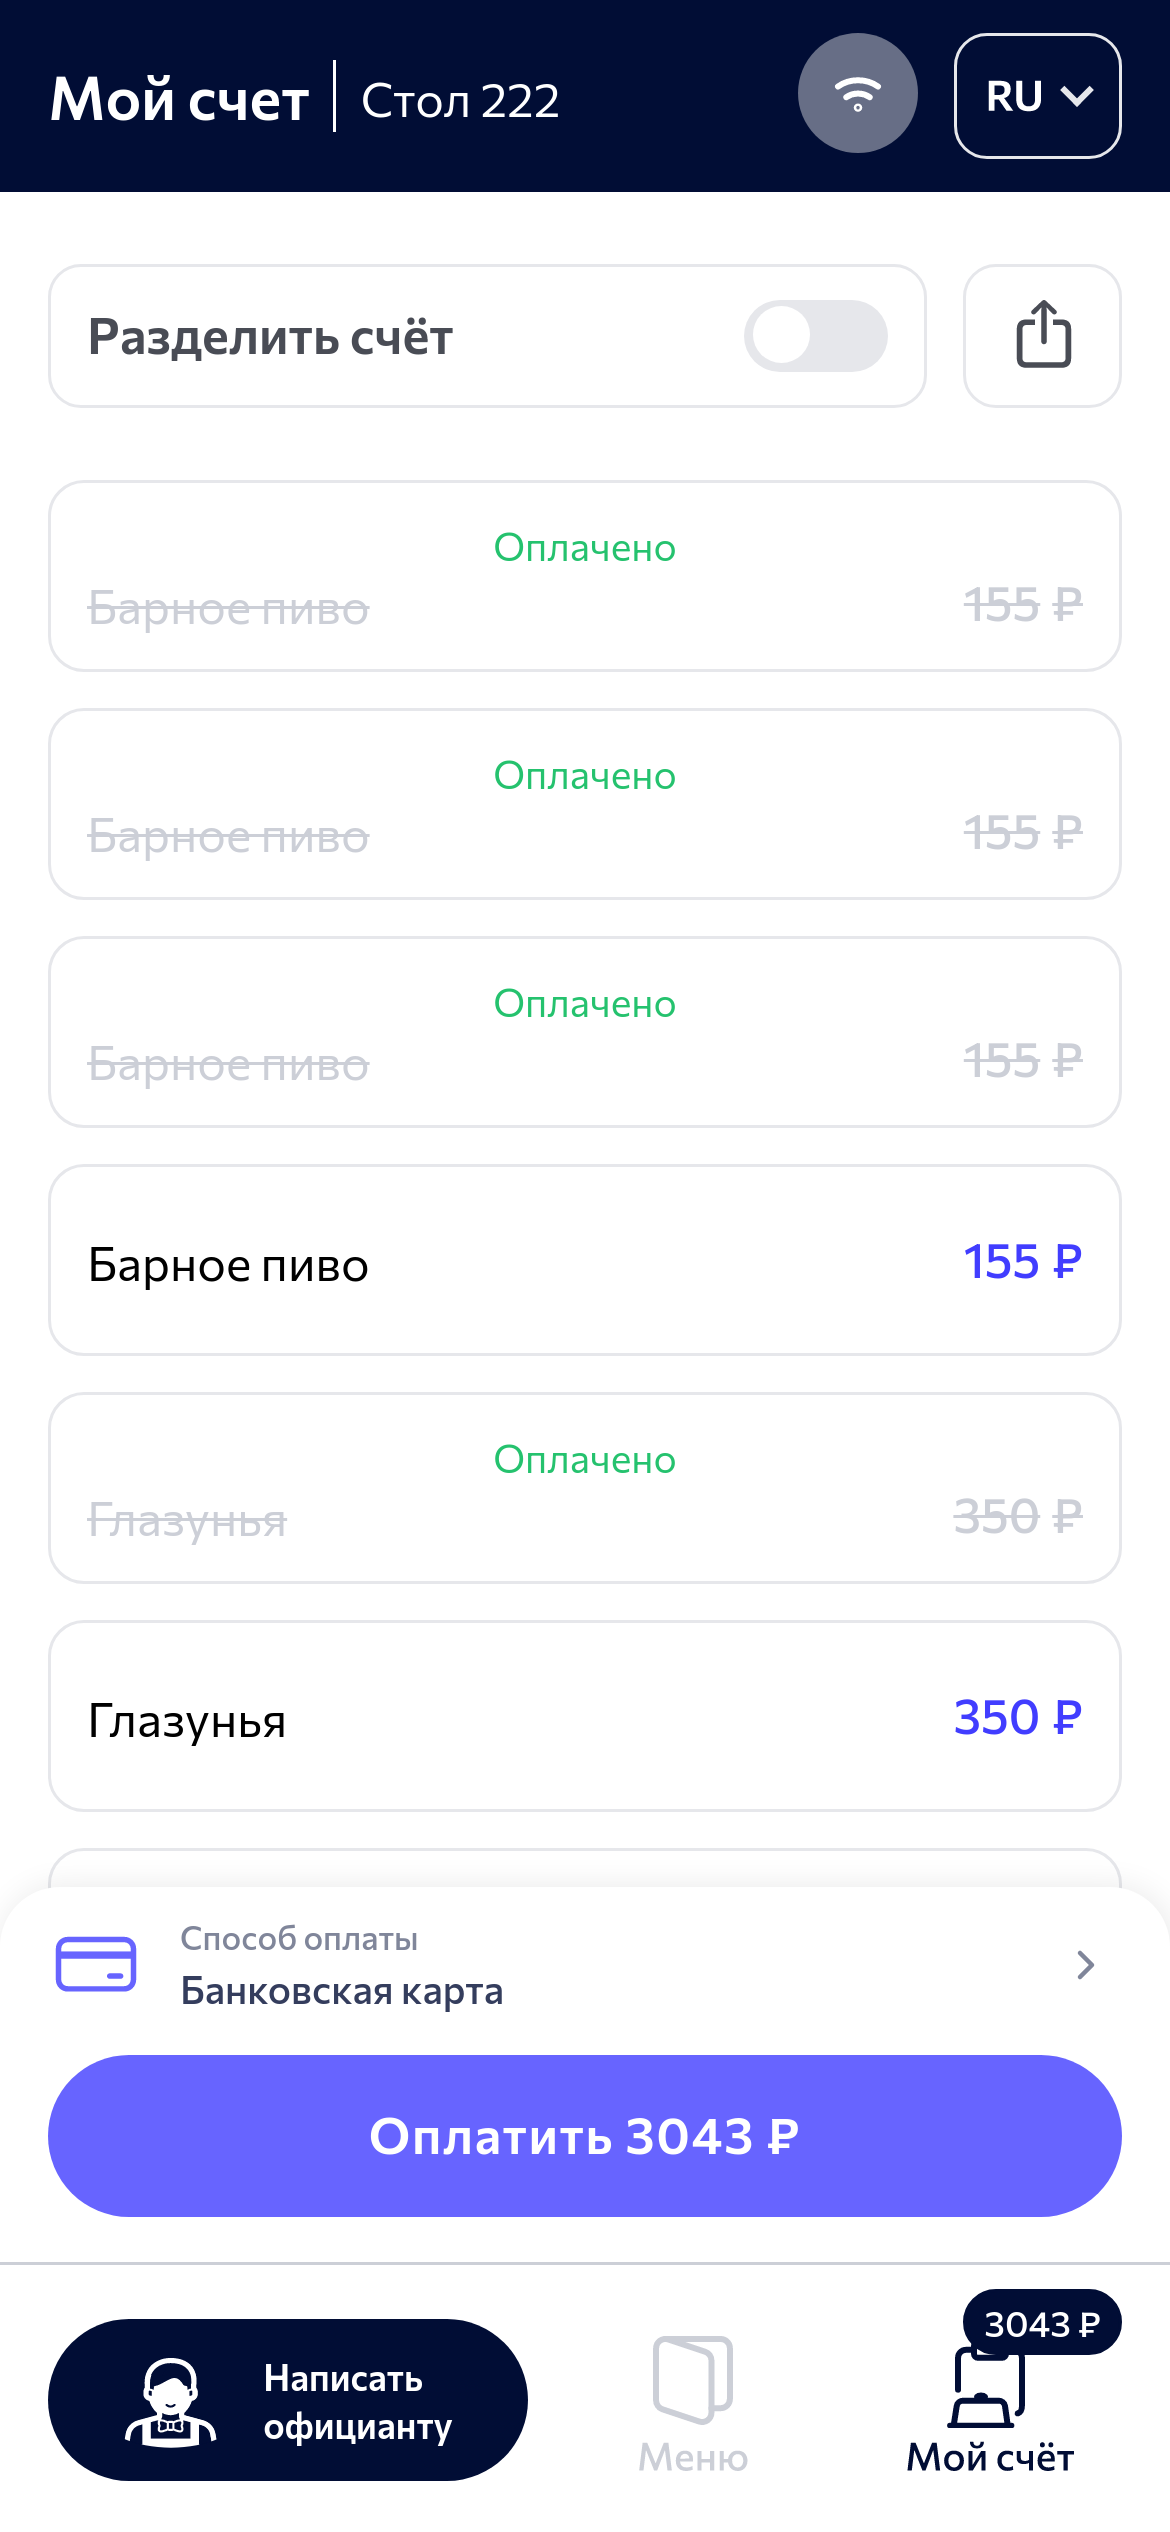 Мой счет
Стол 222
RU
Разделить счёт
Оплачено
Барное пиво
155 ₽
Оплачено
Барное пиво
155 ₽
Оплачено
Барное пиво
155 ₽
Барное пиво
155 ₽
Оплачено
Глазунья
350 ₽
Глазунья
350 ₽
Способ оплаты
Банковская карта
Оплатить 3043 ₽
Написать
официанту
Меню
3043 ₽
Мой счёт